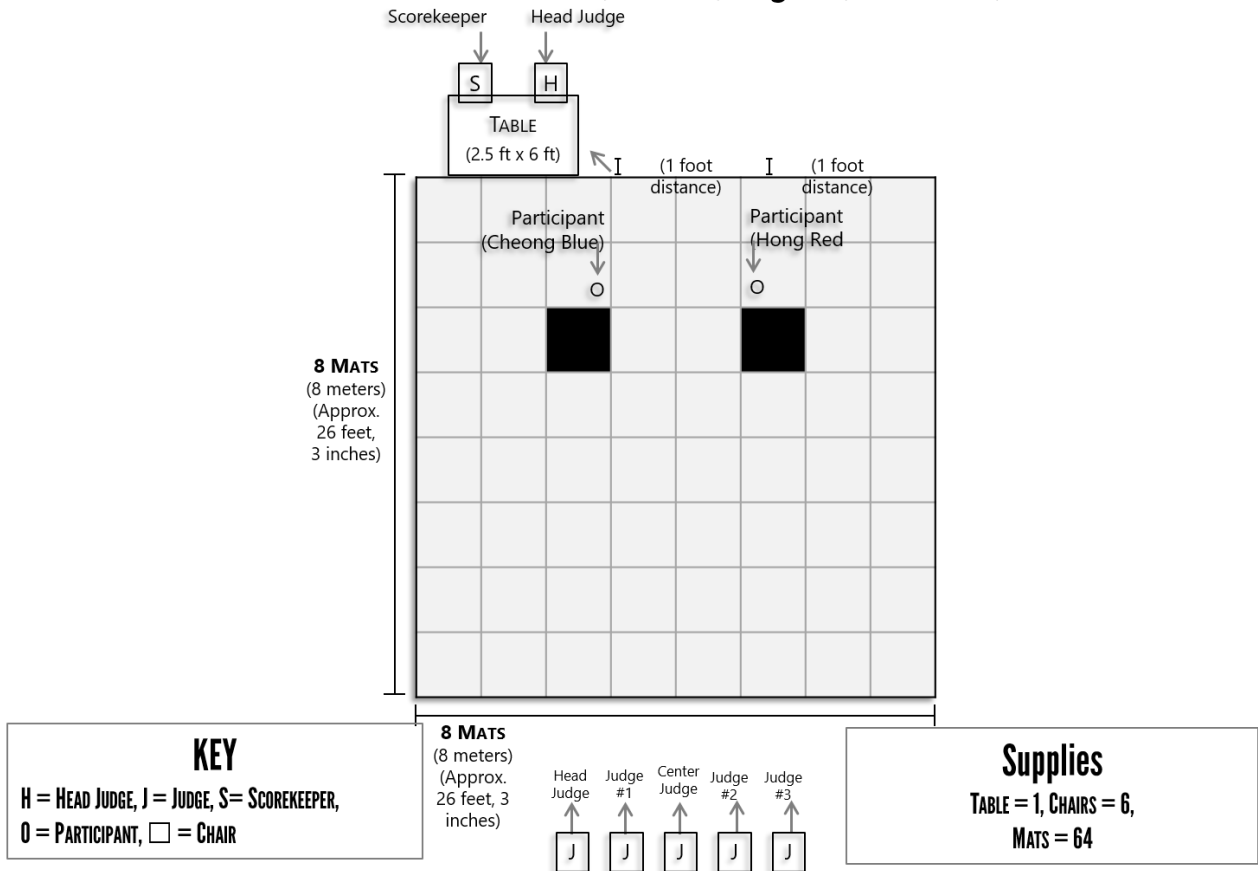 Scorekeeper
Head Judge
S
H
TABLE
(2.5 ft x 6 ft)
I
(1 foot
distance)
I
(1 foot
distance)
Participant
(Cheong Blue)
Participant
(Hong Red
O
O
8 MATS
(8 meters)
(Approx.
26 feet,
3 inches)
8 MATS
(8 meters)
(Approx.
26 feet, 3
inches)
Head
Judge
Judge
#1
Center
Judge
Judge
#2
Judge
#3
J
J
J
J
J
KEY
H = HEAD JUDGE, J = JUDGE, S= SCOREKEEPER,
O = PARTICIPANT, □ = CHAIR
Supplies
TABLE = 1, CHAIRS = 6,
MATS = 64